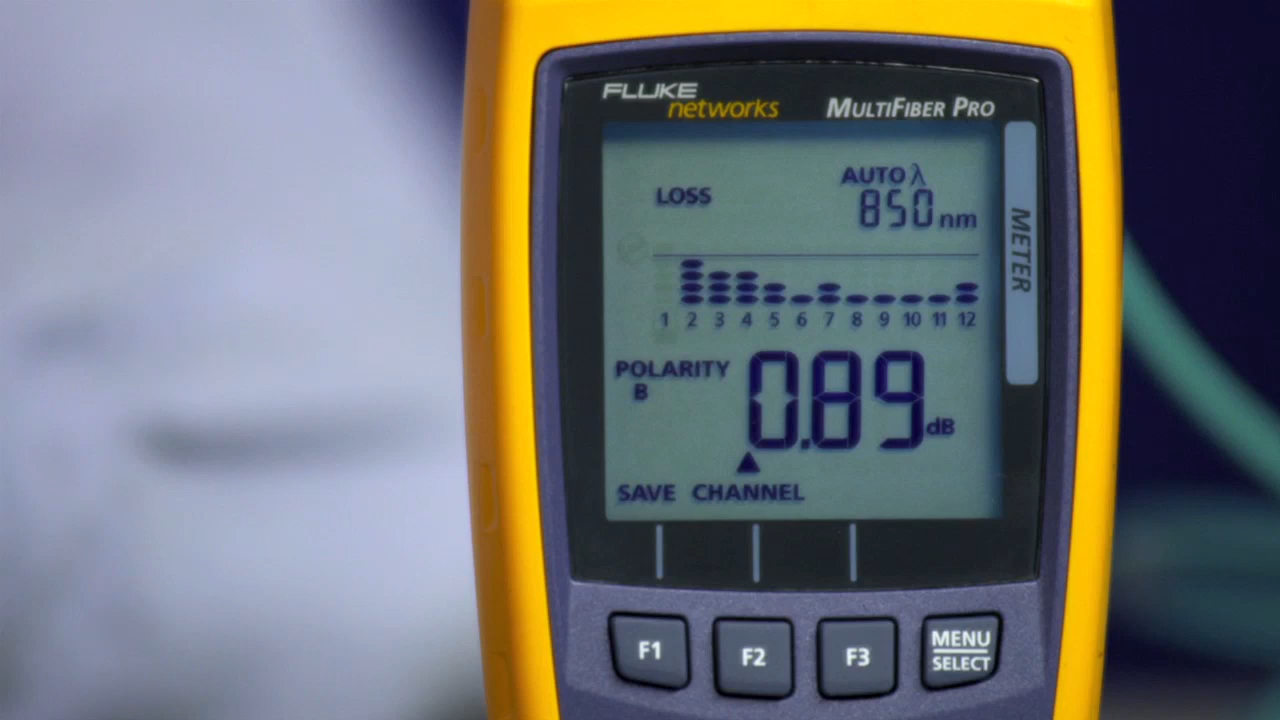 FLUKE
networks MULTIFIBER PRO
AUTO λ
LOSS 850 nm
METER
1 2 3 4 5 6 7 8 9 10 11 12
POLARITY
B
0.89 dB
SAVE CHANNEL
F1 F2 F3 MENU
SELECT